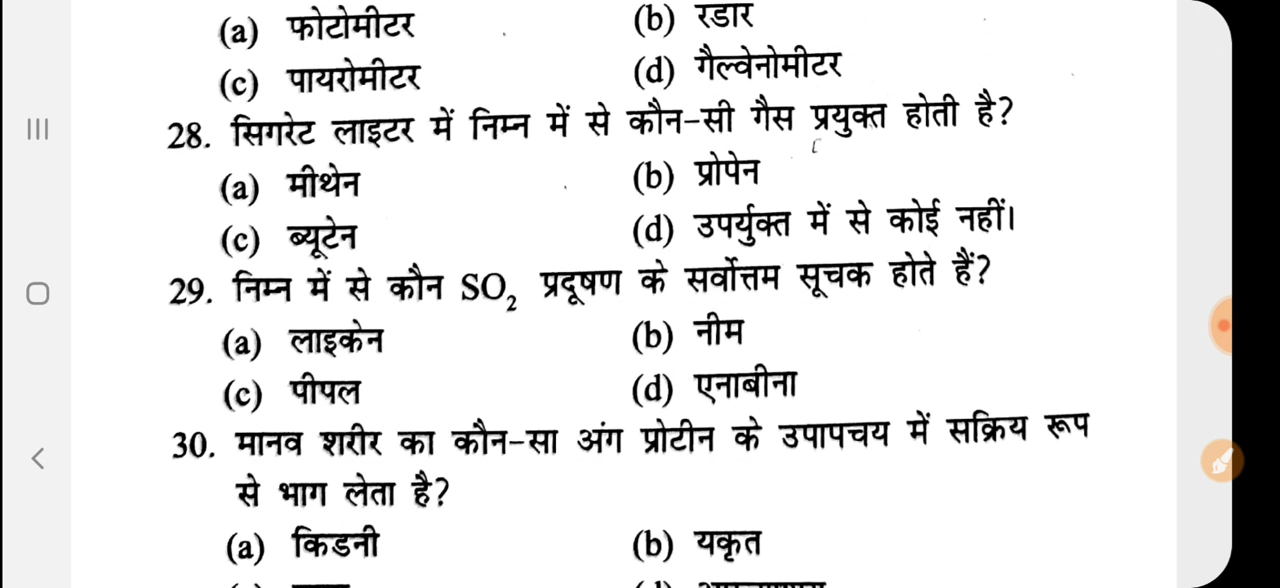 (a) फोटोमीटर (b) रडार
(c) पायरोमीटर (d) गैल्वेनोमीटर
28. सिगरेट लाइटर में निम्न में से कौन-सी गैस प्रयुक्त होती है?
(a) मीथेन (b) प्रोपेन
(c) ब्यूटेन (d) उपर्युक्त में से कोई नहीं।
29. निम्न में से कौन SO₂ प्रदूषण के सर्वोत्तम सूचक होते हैं?
(a) लाइकेन (b) नीम
(c) पीपल (d) एनाबीना
30. मानव शरीर का कौन-सा अंग प्रोटीन के उपापचय में सक्रिय रूप
से भाग लेता है?
(a) किडनी (b) यकृत